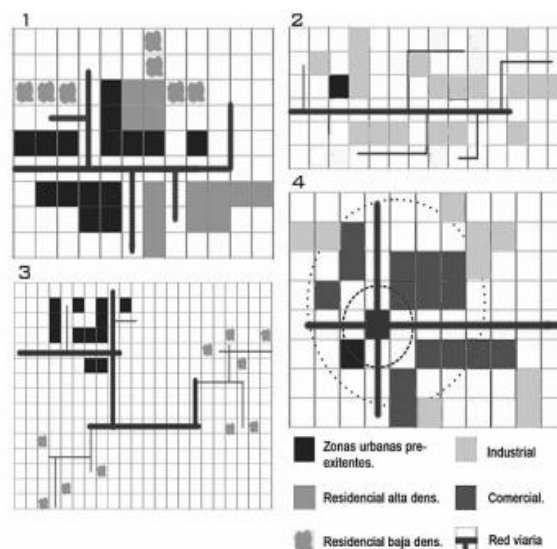 1
2
3
4
Zonas urbanas pre-
exitentes.
Industrial
Residencial alta dens.
Comercial.
Residencial baja dens.
Red viaria